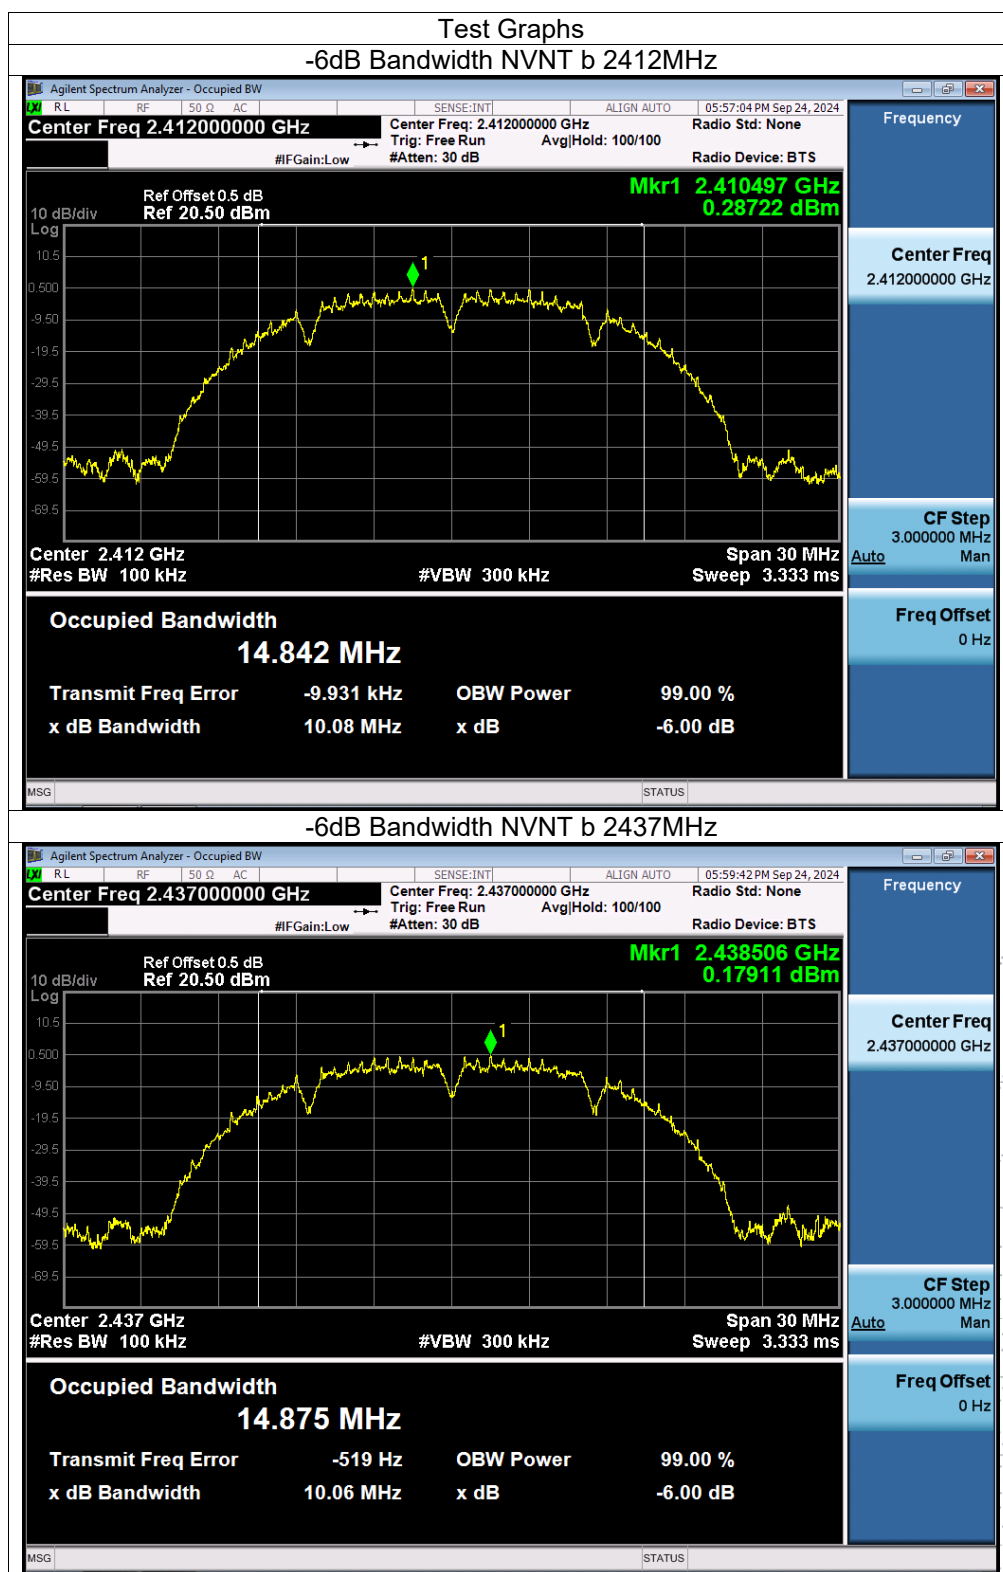 Test Graphs
-6dB Bandwidth NVNT b 2412MHz
Agilent Spectrum Analyzer - Occupied BW
LXI RL RF 50 Ω AC SENSE:INT ALIGN AUTO 05:57:04 PM Sep 24, 2024
Center Freq 2.412000000 GHz
Center Freq: 2.412000000 GHz
Radio Std: None
Trig: Free Run Avg|Hold: 100/100
#IFGain:Low
#Atten: 30 dB
Radio Device: BTS
Frequency
Mkr1 2.410497 GHz
0.28722 dBm
Ref Offset 0.5 dB
10 dB/div Ref 20.50 dBm
Log
10.5
0.500
-9.50
-19.5
-29.5
-39.5
-49.5
-59.5
-69.5
1
Center 2.412 GHz
Span 30 MHz
#Res BW 100 kHz
#VBW 300 kHz
Sweep 3.333 ms
Center Freq
2.412000000 GHz
CF Step
3.000000 MHz
Auto Man
Freq Offset
0 Hz
Occupied Bandwidth
14.842 MHz
Transmit Freq Error -9.931 kHz OBW Power 99.00 %
x dB Bandwidth 10.08 MHz x dB -6.00 dB
MSG STATUS
-6dB Bandwidth NVNT b 2437MHz
Agilent Spectrum Analyzer - Occupied BW
LXI RL RF 50 Ω AC SENSE:INT ALIGN AUTO 05:59:42 PM Sep 24, 2024
Center Freq 2.437000000 GHz
Center Freq: 2.437000000 GHz
Radio Std: None
Trig: Free Run Avg|Hold: 100/100
#IFGain:Low
#Atten: 30 dB
Radio Device: BTS
Frequency
Mkr1 2.438506 GHz
0.17911 dBm
Ref Offset 0.5 dB
10 dB/div Ref 20.50 dBm
Log
10.5
0.500
-9.50
-19.5
-29.5
-39.5
-49.5
-59.5
-69.5
1
Center 2.437 GHz
Span 30 MHz
#Res BW 100 kHz
#VBW 300 kHz
Sweep 3.333 ms
Center Freq
2.437000000 GHz
CF Step
3.000000 MHz
Auto Man
Freq Offset
0 Hz
Occupied Bandwidth
14.875 MHz
Transmit Freq Error -519 Hz OBW Power 99.00 %
x dB Bandwidth 10.06 MHz x dB -6.00 dB
MSG STATUS